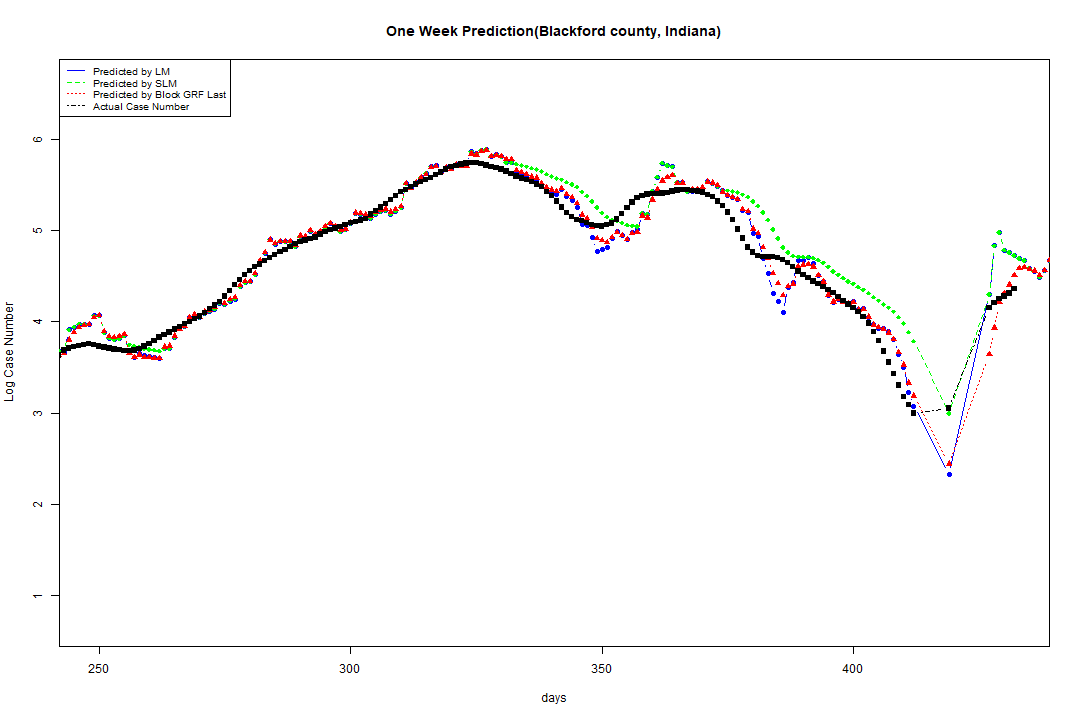 One Week Prediction(Blackford county, Indiana)
Predicted by LM
Predicted by SLM
Predicted by Block GRF Last
Actual Case Number
Log Case Number
6
5
4
3
2
1
250 300 350 400
days